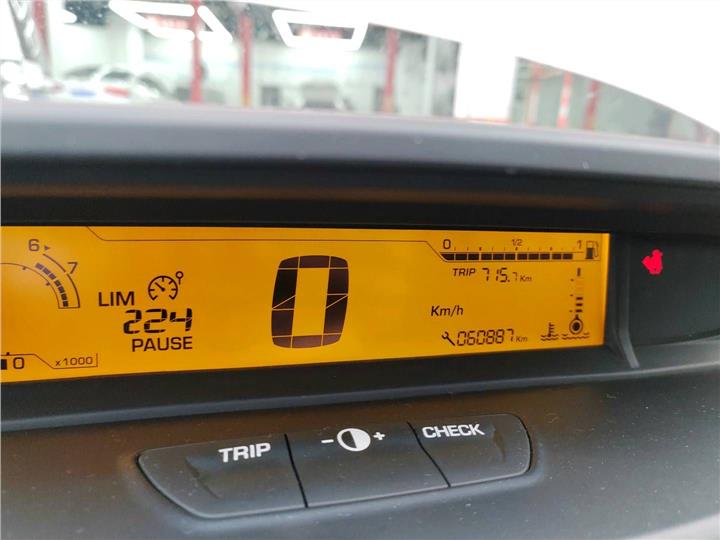 6 7
0 1/2 1
TRIP 715.7 Km
LIM
224
PAUSE
0
Km/h
060887 Km
0 x1000
TRIP - + CHECK